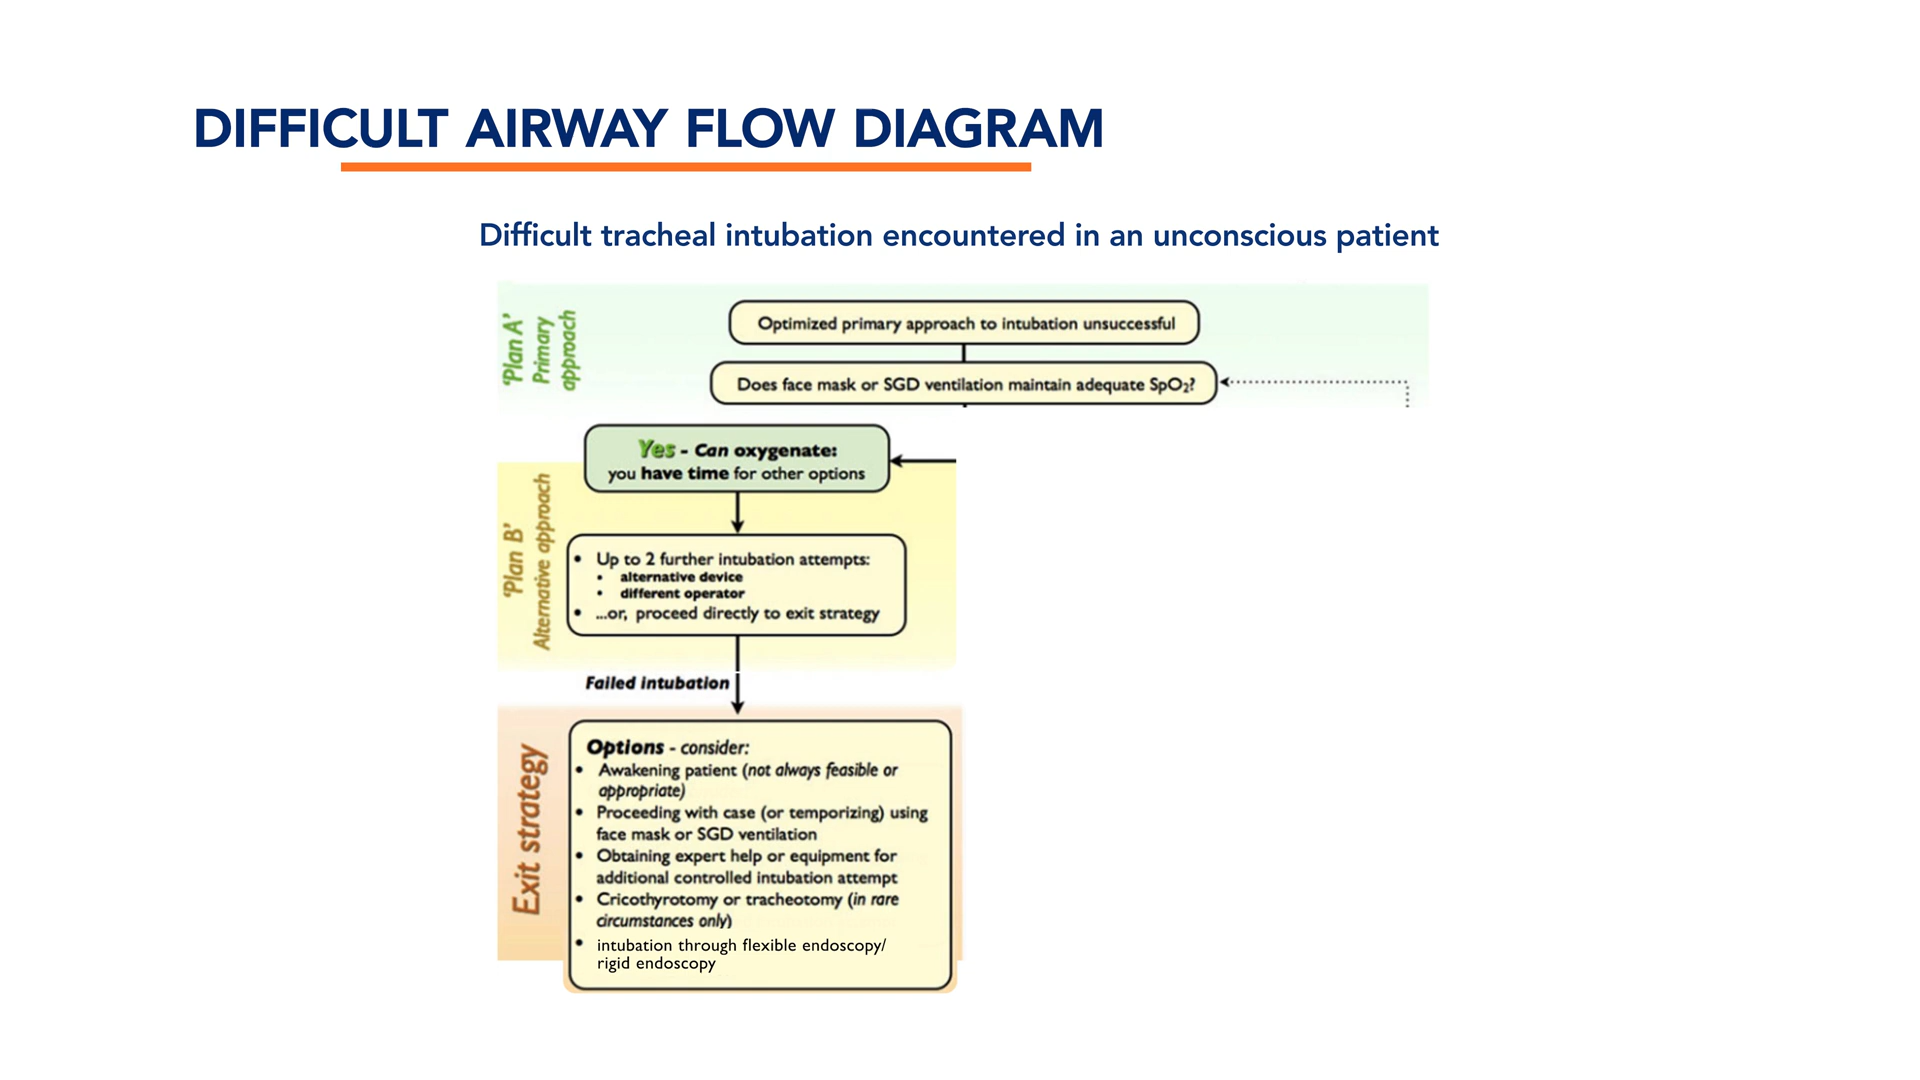 DIFFICULT AIRWAY FLOW DIAGRAM
Difficult tracheal intubation encountered in an unconscious patient
'Plan A'
Primary
approach
Optimized primary approach to intubation unsuccessful
Does face mask or SGD ventilation maintain adequate SpO₂?
Yes - Can oxygenate:
you have time for other options
'Plan B'
Alternative approach
• Up to 2 further intubation attempts:
• alternative device
• different operator
• ...or, proceed directly to exit strategy
Failed intubation
Exit strategy
Options - consider:
• Awakening patient (not always feasible or
appropriate)
• Proceeding with case (or temporizing) using
face mask or SGD ventilation
• Obtaining expert help or equipment for
additional controlled intubation attempt
• Cricothyrotomy or tracheotomy (in rare
circumstances only)
• intubation through flexible endoscopy/
rigid endoscopy